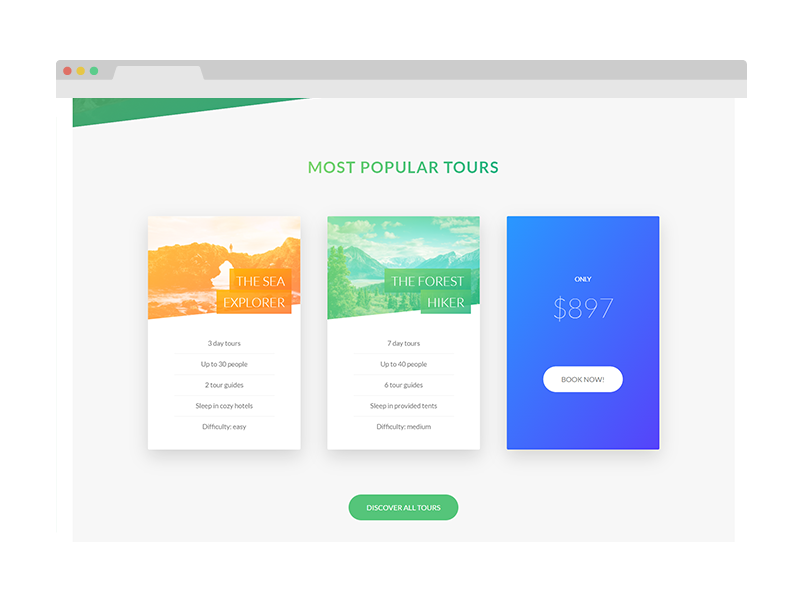 MOST POPULAR TOURS
THE SEA
EXPLORER
3 day tours
Up to 30 people
2 tour guides
Sleep in cozy hotels
Difficulty: easy
THE FOREST
HIKER
7 day tours
Up to 40 people
6 tour guides
Sleep in provided tents
Difficulty: medium
ONLY
$897
BOOK NOW!
DISCOVER ALL TOURS